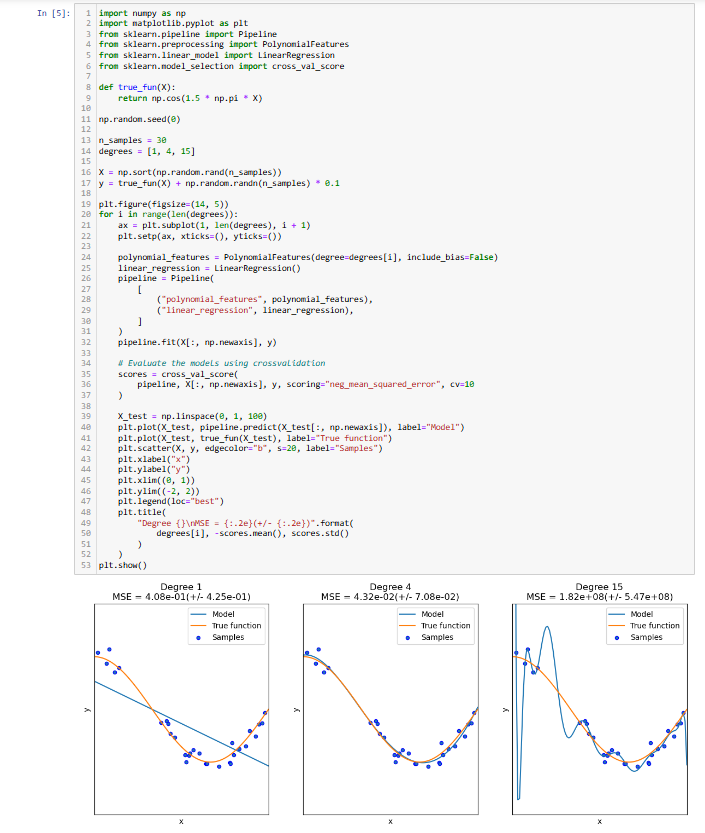 In [5]:
1 import numpy as np
2 import matplotlib.pyplot as plt
3 from sklearn.pipeline import Pipeline
4 from sklearn.preprocessing import PolynomialFeatures
5 from sklearn.linear_model import LinearRegression
6 from sklearn.model_selection import cross_val_score
7
8 def true_fun(X):
9     return np.cos(1.5 * np.pi * X)
10
11 np.random.seed(0)
12
13 n_samples = 30
14 degrees = [1, 4, 15]
15
16 X = np.sort(np.random.rand(n_samples))
17 y = true_fun(X) + np.random.randn(n_samples) * 0.1
18
19 plt.figure(figsize=(14, 5))
20 for i in range(len(degrees)):
21     ax = plt.subplot(1, len(degrees), i + 1)
22     plt.setp(ax, xticks=(), yticks=())
23
24     polynomial_features = PolynomialFeatures(degree=degrees[i], include_bias=False)
25     linear_regression = LinearRegression()
26     pipeline = Pipeline(
27         [
28             ("polynomial_features", polynomial_features),
29             ("linear_regression", linear_regression),
30         ]
31     )
32     pipeline.fit(X[:, np.newaxis], y)
33
34     # Evaluate the models using crossvalidation
35     scores = cross_val_score(
36         pipeline, X[:, np.newaxis], y, scoring="neg_mean_squared_error", cv=10
37     )
38
39     X_test = np.linspace(0, 1, 100)
40     plt.plot(X_test, pipeline.predict(X_test[:, np.newaxis]), label="Model")
41     plt.plot(X_test, true_fun(X_test), label="True function")
42     plt.scatter(X, y, edgecolor="b", s=20, label="Samples")
43     plt.xlabel("x")
44     plt.ylabel("y")
45     plt.xlim((0, 1))
46     plt.ylim((-2, 2))
47     plt.legend(loc="best")
48     plt.title(
49         "Degree {}\nMSE = {:.2e}(+/- {:.2e})".format(
50             degrees[i], -scores.mean(), scores.std()
51         )
52     )
53 plt.show()
Degree 1
MSE = 4.08e-01(+/- 4.25e-01)
Model
True function
Samples
y
x
Degree 4
MSE = 4.32e-02(+/- 7.08e-02)
Model
True function
Samples
y
x
Degree 15
MSE = 1.82e+08(+/- 5.47e+08)
Model
True function
Samples
y
x